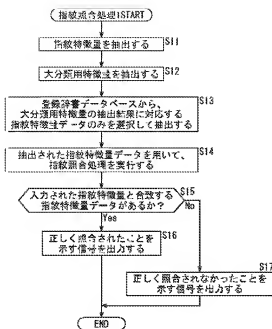 指紋照合処理1START
S11
指紋特徴量を抽出する
S12
大分類用特徴量を抽出する
S13
登録辞書データベースから、
大分類用特徴量の抽出結果に対応する
指紋特徴量データのみを選択して抽出する
S14
抽出された指紋特徴量データを用いて、
指紋照合処理を実行する
S15
入力された指紋特徴量と合致する
指紋特徴量データがあるか?
No
Yes
S16
正しく照合されたことを
示す信号を出力する
S17
正しく照合されなかったことを
示す信号を出力する
END